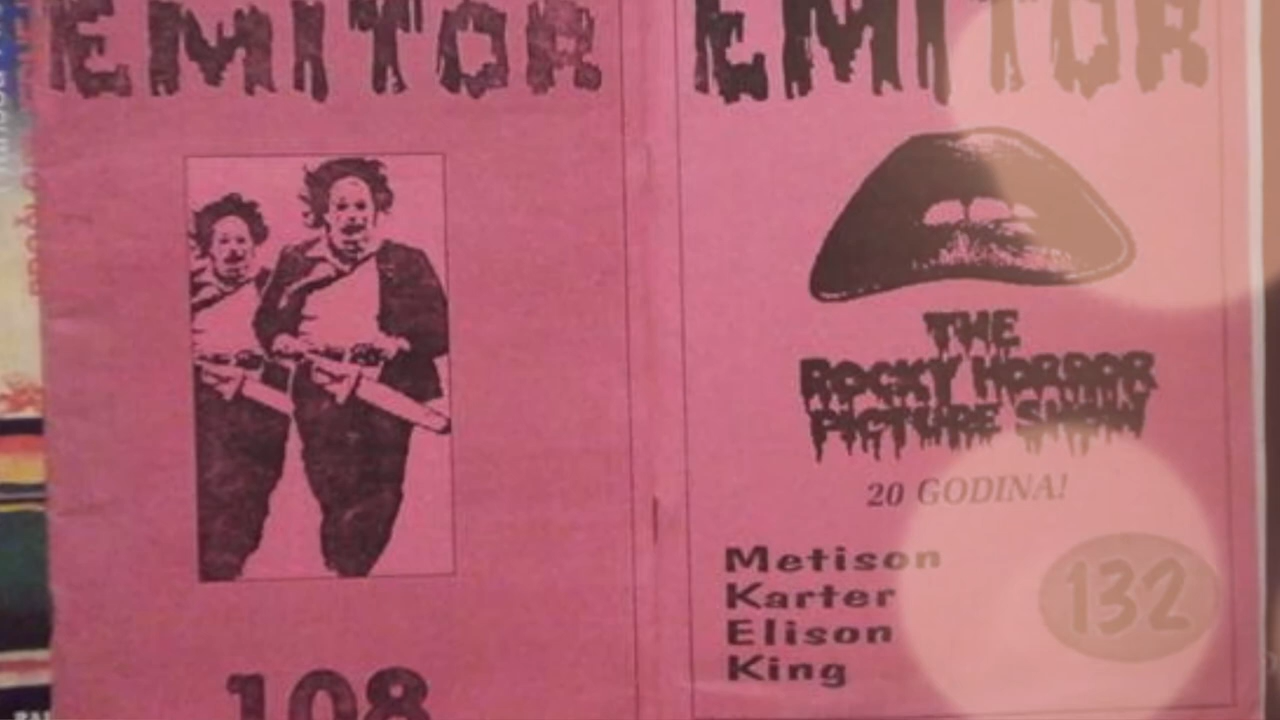 EMITOR
108
EMITOR
THE
ROCKY HORROR
PICTURE SHOW
20 GODINA!
Metison
Karter
Elison
King
132